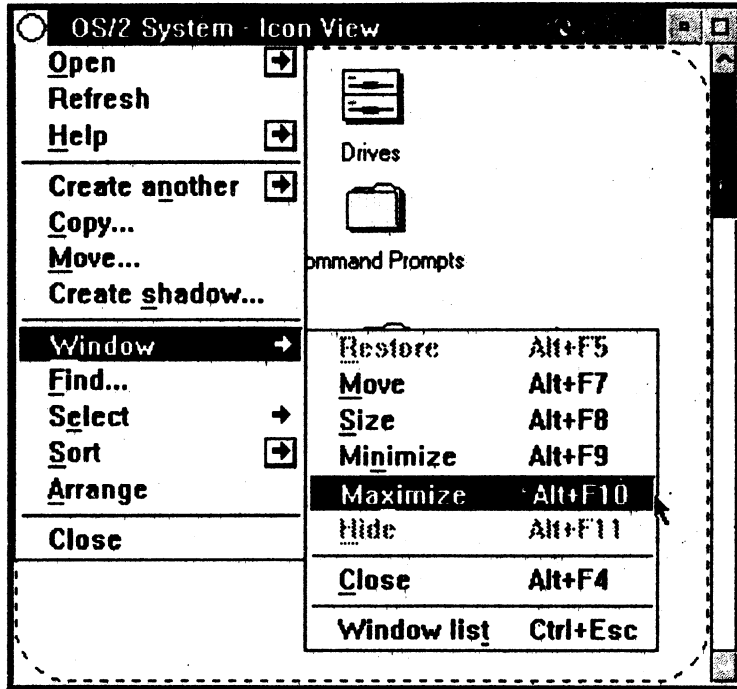 OS/2 System - Icon View
Open
Refresh
Help
Create another
Copy...
Move...
Create shadow...
Window
Find...
Select
Sort
Arrange
Close
Drives
ommand Prompts
Restore Alt+F5
Move Alt+F7
Size Alt+F8
Minimize Alt+F9
Maximize Alt+F10
Hide Alt+F11
Close Alt+F4
Window list Ctrl+Esc